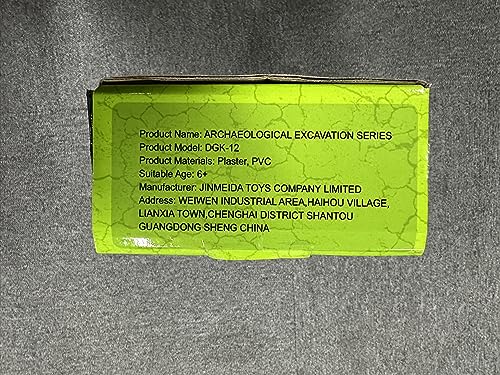 Product Name: ARCHAEOLOGICAL EXCAVATION SERIES
Product Model: DGK-12
Product Materials: Plaster, PVC
Suitable Age: 6+
Manufacturer: JINMEIDA TOYS COMPANY LIMITED
Address: WEIWEN INDUSTRIAL AREA,HAIHOU VILLAGE,
LIANXIA TOWN,CHENGHAI DISTRICT SHANTOU
GUANGDONG SHENG CHINA